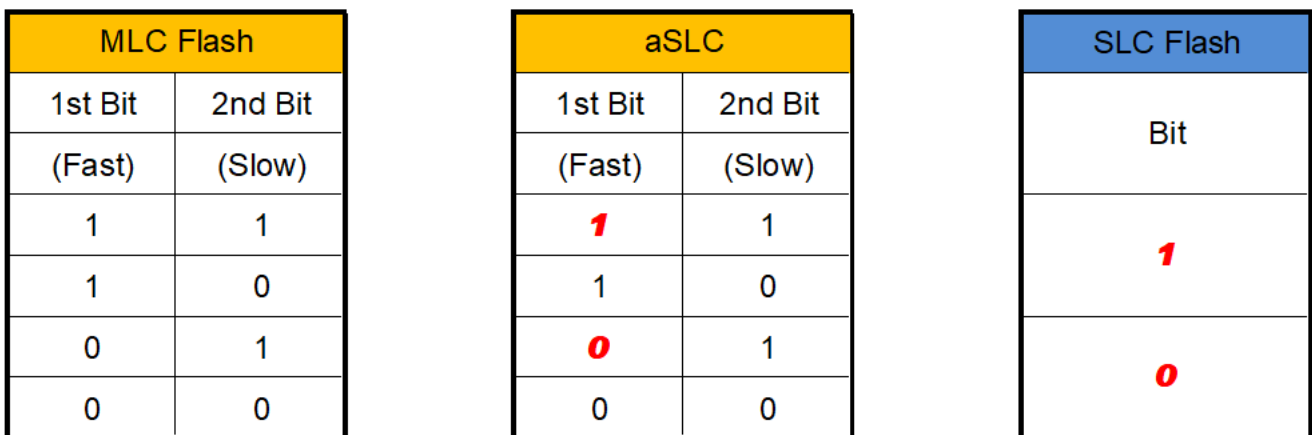 MLC Flash aSLC SLC Flash
1st Bit 2nd Bit 1st Bit 2nd Bit Bit
(Fast) (Slow) (Fast) (Slow)
1 1 1 1 1
1 0 1 0
0 1 0 1 0
0 0 0 0